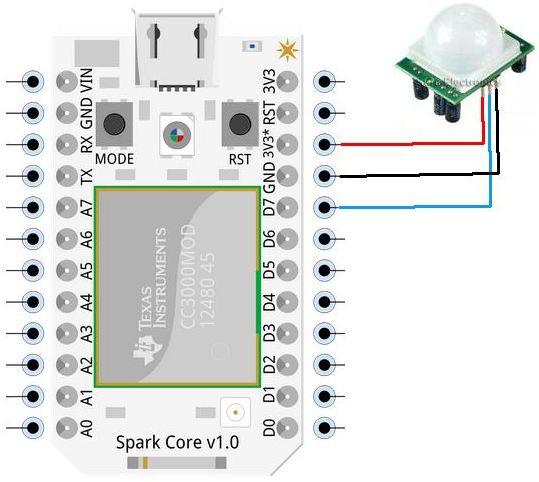 VIN
GND
RX
TX
A7
A6
A5
A4
A3
A2
A1
A0
MODE
RST
3V3
RST
3V3*
GND
D7
D6
D5
D4
D3
D2
D1
D0
TEXAS
INSTRUMENTS
CC3000MOD
12480 45
Spark Core v1.0